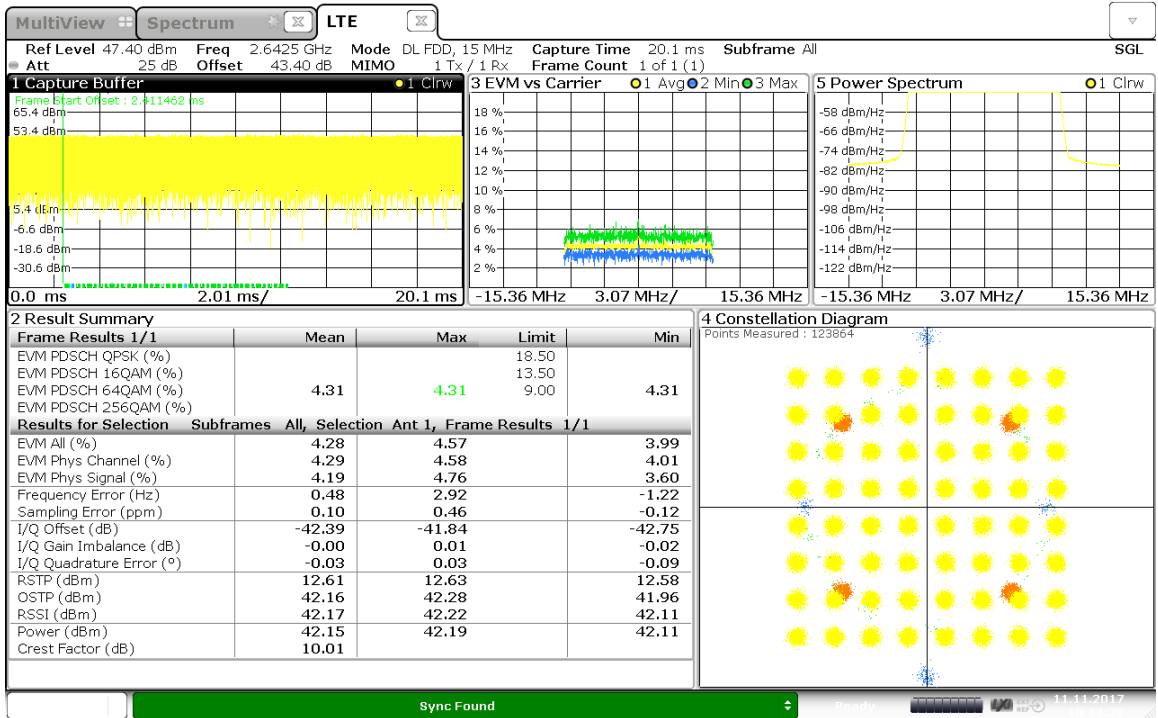 MultiView Spectrum LTE
Ref Level 47.40 dBm Freq 2.6425 GHz Mode DL FDD, 15 MHz Capture Time 20.1 ms Subframe All SGL
Att 25 dB Offset 43.40 dB MIMO 1 Tx / 1 Rx Frame Count 1 of 1 (1)
1 Capture Buffer 1 Clrw
Frame Start Offset : 2.411462 ms
65.4 dBm
53.4 dBm
5.4 dBm
-6.6 dBm
-18.6 dBm
-30.6 dBm
0.0 ms 2.01 ms/ 20.1 ms
3 EVM vs Carrier 1 Avg 2 Min 3 Max
18 %
16 %
14 %
12 %
10 %
8 %
6 %
4 %
2 %
-15.36 MHz 3.07 MHz/ 15.36 MHz
5 Power Spectrum 1 Clrw
-58 dBm/Hz
-66 dBm/Hz
-74 dBm/Hz
-82 dBm/Hz
-90 dBm/Hz
-98 dBm/Hz
-106 dBm/Hz
-114 dBm/Hz
-122 dBm/Hz
-15.36 MHz 3.07 MHz/ 15.36 MHz
2 Result Summary
Frame Results 1/1 Mean Max Limit Min
EVM PDSCH QPSK (%) 18.50
EVM PDSCH 16QAM (%) 13.50
EVM PDSCH 64QAM (%) 4.31 4.31 9.00 4.31
EVM PDSCH 256QAM (%)
Results for Selection Subframes All, Selection Ant 1, Frame Results 1/1
EVM All (%) 4.28 4.57 3.99
EVM Phys Channel (%) 4.29 4.58 4.01
EVM Phys Signal (%) 4.19 4.76 3.60
Frequency Error (Hz) 0.48 2.92 -1.22
Sampling Error (ppm) 0.10 0.46 -0.12
I/Q Offset (dB) -42.39 -41.84 -42.75
I/Q Gain Imbalance (dB) -0.00 0.01 -0.02
I/Q Quadrature Error (°) -0.03 0.03 -0.09
RSTP (dBm) 12.61 12.63 12.58
OSTP (dBm) 42.16 42.28 41.96
RSSI (dBm) 42.17 42.22 42.11
Power (dBm) 42.15 42.19 42.11
Crest Factor (dB) 10.01
4 Constellation Diagram
Points Measured : 123864
Sync Found
Ready
LXI
11.11.2017